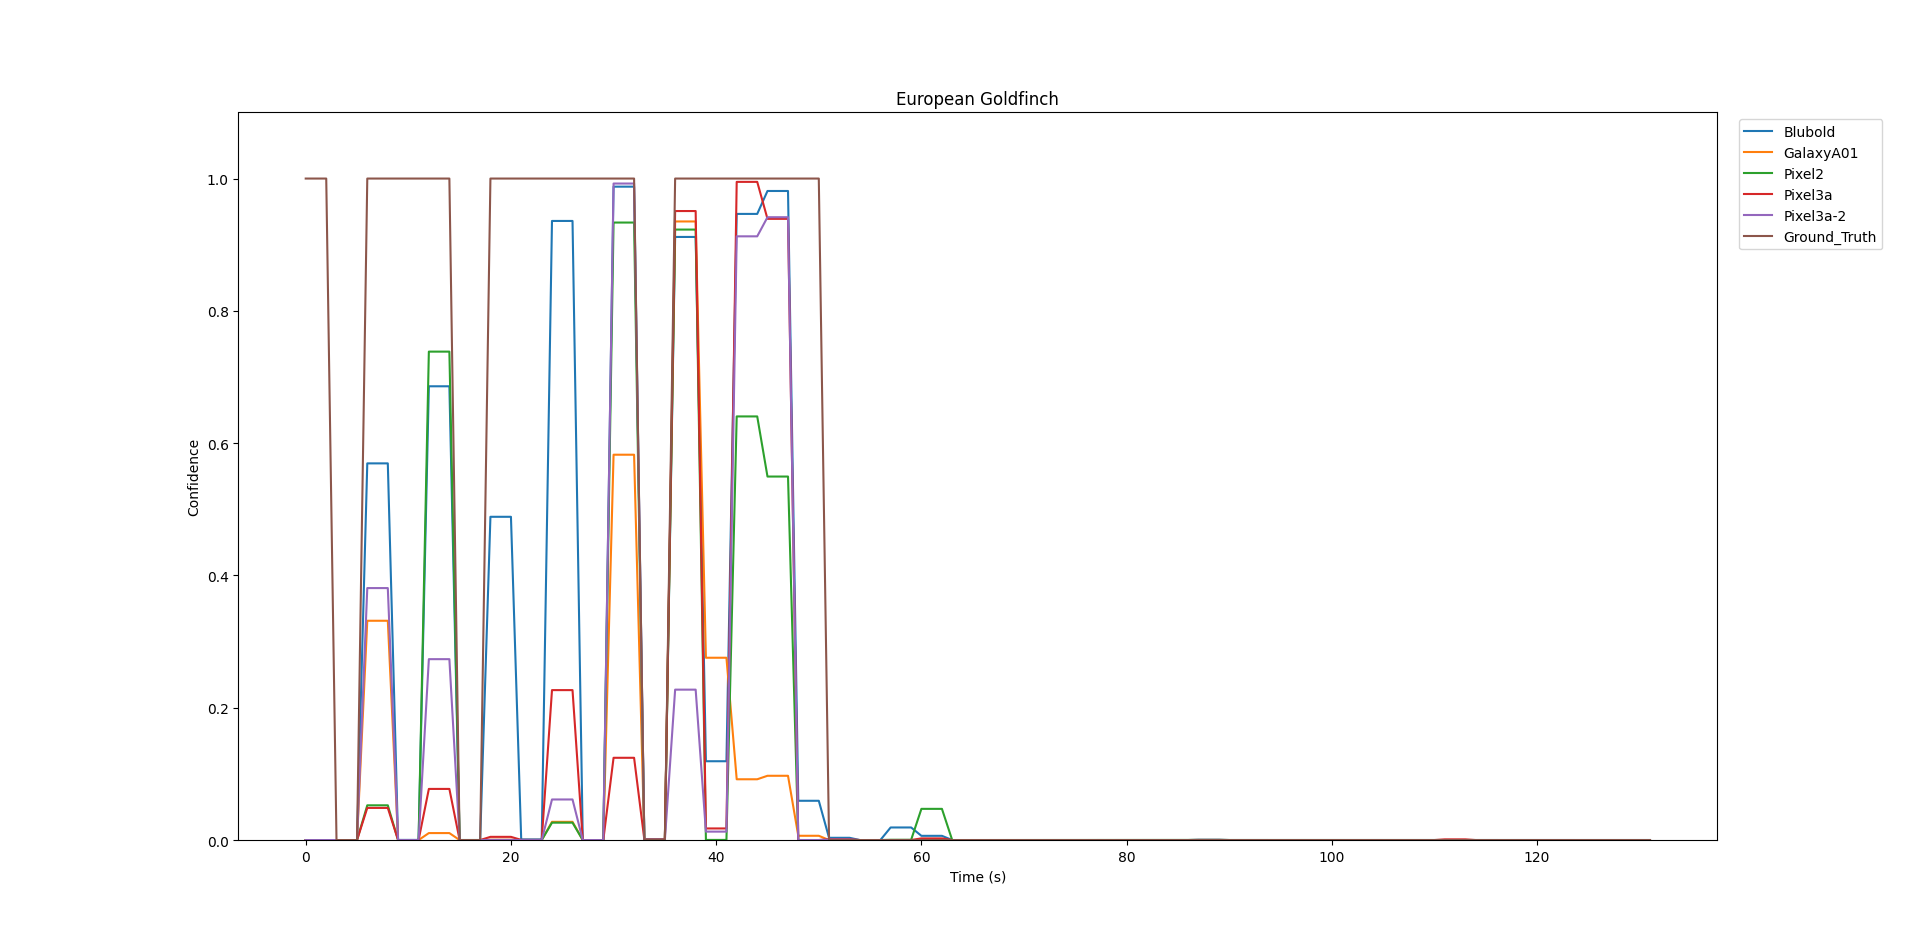 European Goldfinch
Blubold
GalaxyA01
Pixel2
Pixel3a
Pixel3a-2
Ground_Truth
1.0
0.8
0.6
0.4
0.2
0.0
Confidence
0 20 40 60 80 100 120
Time (s)